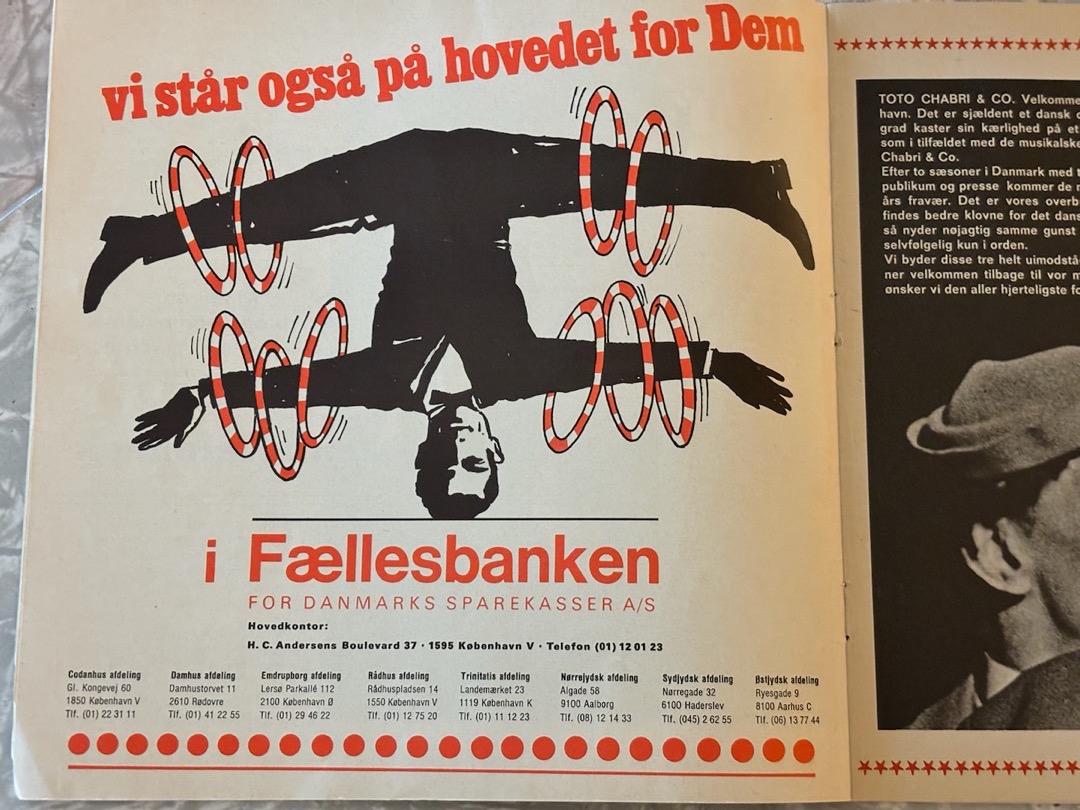 vi står også på hovedet for Dem
i Fællesbanken
FOR DANMARKS SPAREKASSER A/S
Hovedkontor:
H. C. Andersens Boulevard 37 · 1595 København V · Telefon (01) 12 01 23
Codanhus afdeling
Gl. Kongevej 60
1850 København V
Tlf. (01) 22 31 11
Damhus afdeling
Damhustorvet 11
2610 Rødovre
Tlf. (01) 41 22 55
Emdrupborg afdeling
Lersø Parkallé 112
2100 København Ø
Tlf. (01) 29 46 22
Rådhus afdeling
Rådhuspladsen 14
1550 København V
Tlf. (01) 12 75 20
Trinitatis afdeling
Landemærket 23
1119 København K
Tlf. (01) 11 12 23
Nørrejydsk afdeling
Algade 58
9100 Aalborg
Tlf. (08) 12 14 33
Sydjydsk afdeling
Nørregade 32
6100 Haderslev
Tlf. (045) 2 62 55
Østjydsk afdeling
Ryesgade 9
8100 Aarhus C
Tlf. (06) 13 77 44
TOTO CHABRI & CO. Velkomme
havn. Det er sjældent et dansk
grad kaster sin kærlighed på et
som i tilfældet med de musikalske
Chabri & Co.
Efter to sæsoner i Danmark med
publikum og presse kommer de
års fravær. Det er vores overb
findes bedre klovne for det dans
så nyder nøjagtig samme gunst
selvfølgelig kun i orden.
Vi byder disse tre helt uimodstå
ner velkommen tilbage til vor
ønsker vi den aller hjerteligste fo